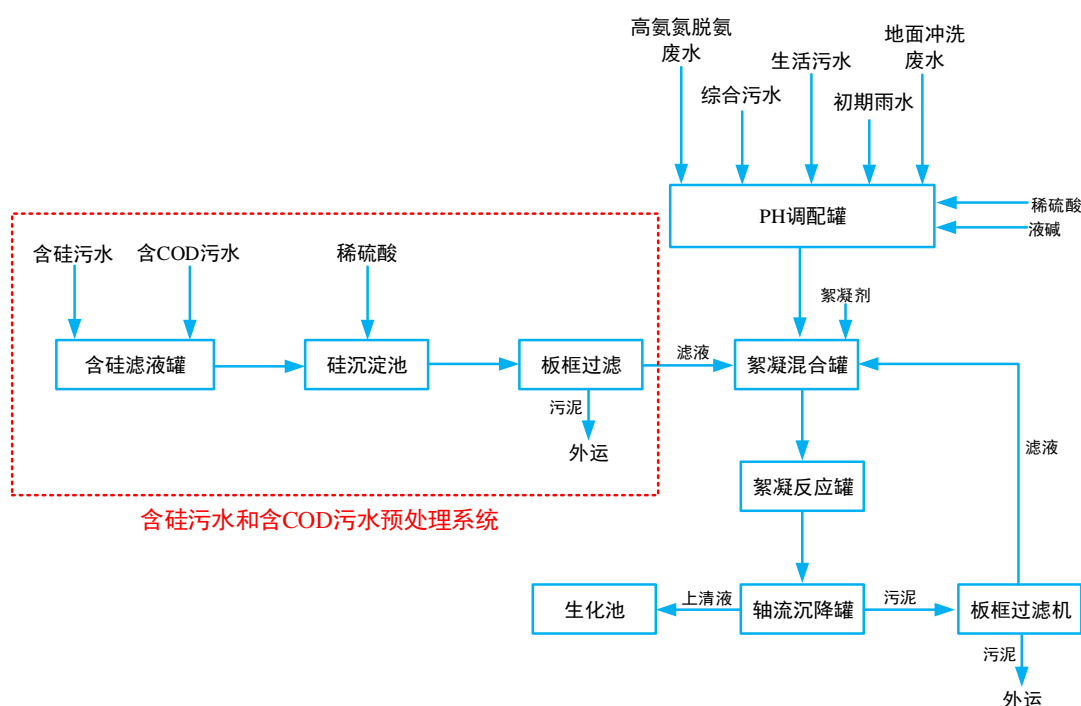 高氨氮脱氨
废水
生活污水
地面冲洗
废水
综合污水
初期雨水
PH调配罐
稀硫酸
液碱
含硅污水
含COD污水
稀硫酸
絮凝剂
含硅滤液罐
硅沉淀池
板框过滤
滤液
絮凝混合罐
污泥
外运
滤液
絮凝反应罐
含硅污水和含COD污水预处理系统
生化池
上清液
轴流沉降罐
污泥
板框过滤机
污泥
外运